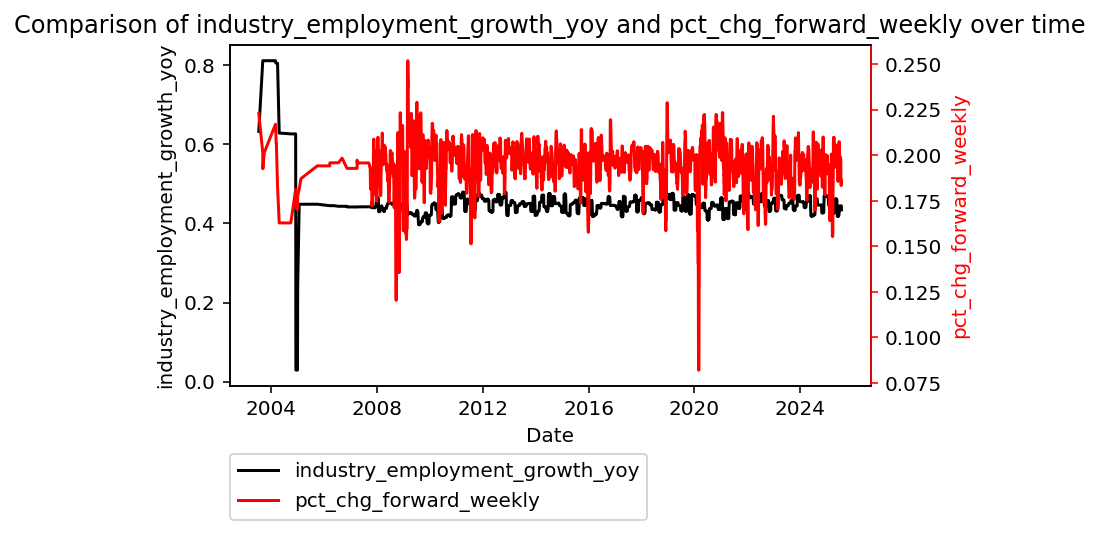 Comparison of industry_employment_growth_yoy and pct_chg_forward_weekly over time
industry_employment_growth_yoy
0.8
0.6
0.4
0.2
0.0
0.250
0.225
0.200
0.175
0.150
0.125
0.100
0.075
pct_chg_forward_weekly
2004 2008 2012 2016 2020 2024
Date
industry_employment_growth_yoy
pct_chg_forward_weekly